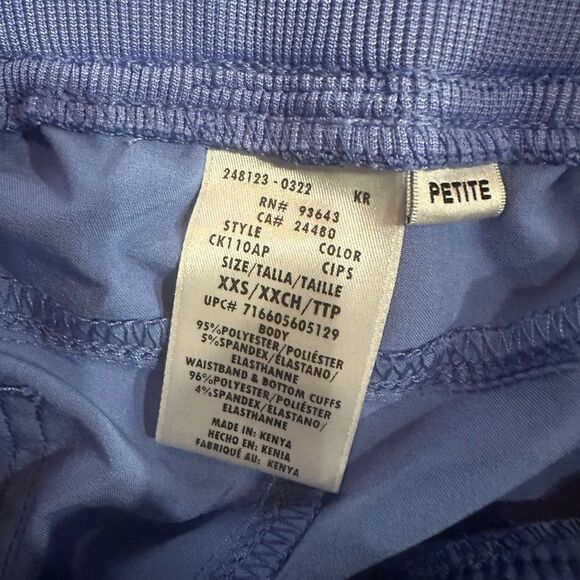 248123-0322 KR
RN# 93643
CA# 24480
STYLE COLOR
CK110AP CIPS
SIZE/TALLA/TAILLE
XXS/XXCH/TTP
UPC# 716605605129
BODY
95%POLYESTER/POLIÉSTER
5%SPANDEX/ELASTANO/
ELASTHANNE
WAISTBAND & BOTTOM CUFFS
96%POLYESTER/POLIÉSTER
4%SPANDEX/ELASTANO/
ELASTHANNE
MADE IN: KENYA
HECHO EN: KENIA
FABRIQUÉ AU: KENYA
PETITE